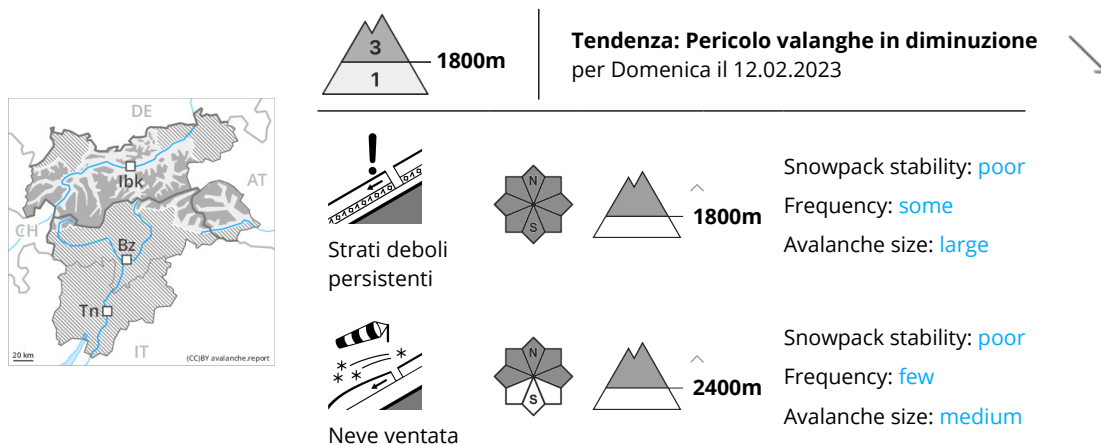 3
1
1800m
Tendenza: Pericolo valanghe in diminuzione
per Domenica il 12.02.2023
DE
Ibk
AT
CH
Bz
Tn
IT
20 km
(CC)BY avalanche.report
Strati deboli
persistenti
N
S
1800m
Snowpack stability: poor
Frequency: some
Avalanche size: large
Neve ventata
N
S
2400m
Snowpack stability: poor
Frequency: few
Avalanche size: medium